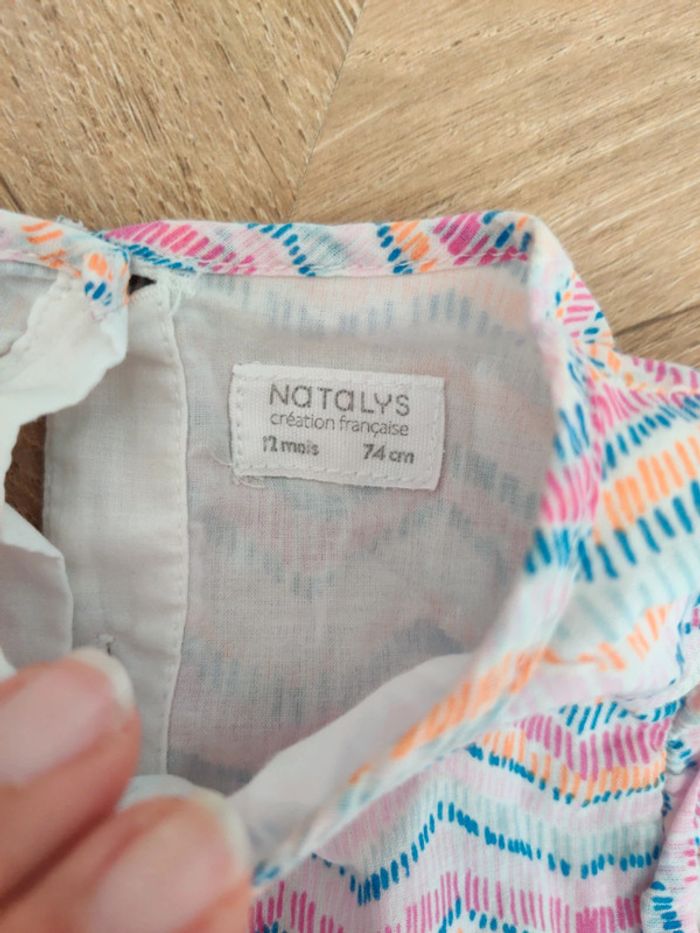 NATALYS
création française
12 mois 74 cm